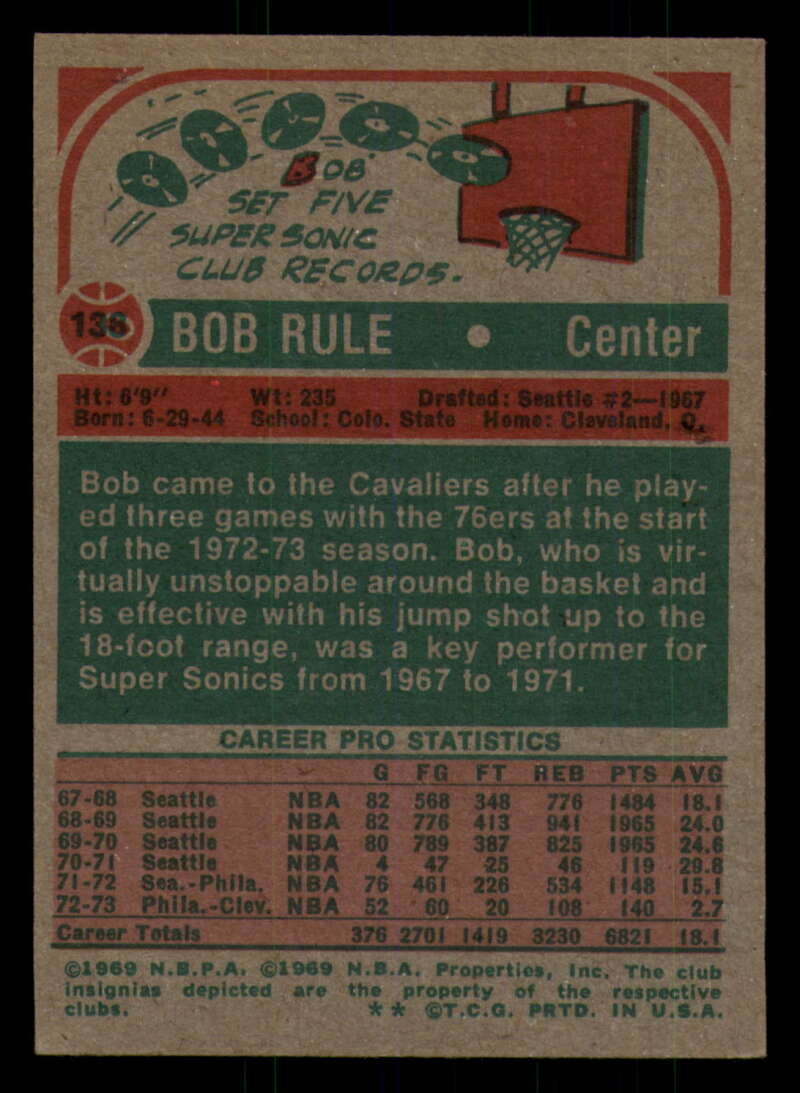 BOB
SET FIVE
SUPER SONIC
CLUB RECORDS.
136 BOB RULE • Center
Ht: 6'9" Wt: 235 Drafted: Seattle #2—1967
Born: 6-29-44 School: Colo. State Home: Cleveland, O.
Bob came to the Cavaliers after he play-
ed three games with the 76ers at the start
of the 1972-73 season. Bob, who is vir-
tually unstoppable around the basket and
is effective with his jump shot up to the
18-foot range, was a key performer for
Super Sonics from 1967 to 1971.
CAREER PRO STATISTICS
G FG FT REB PTS AVG
67-68 Seattle NBA 82 568 348 776 1484 18.1
68-69 Seattle NBA 82 776 413 941 1965 24.0
69-70 Seattle NBA 80 789 387 825 1965 24.6
70-71 Seattle NBA 4 47 25 46 119 29.8
71-72 Sea.-Phila. NBA 76 461 226 534 1148 15.1
72-73 Phila.-Clev. NBA 52 60 20 108 140 2.7
Career Totals 376 2701 1419 3230 6821 18.1
©1969 N.B.P.A. ©1969 N.B.A. Properties, Inc. The club
insignias depicted are the property of the respective
clubs. ** ©T.C.G. PRTD. IN U.S.A.